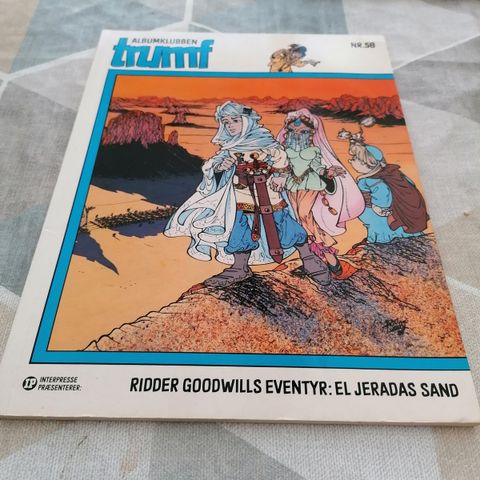 ALBUMKLUBBEN
trumf
NR.58
IP INTERPRESSE
PRÆSENTERER:
RIDDER GOODWILLS EVENTYR: EL JERADAS SAND